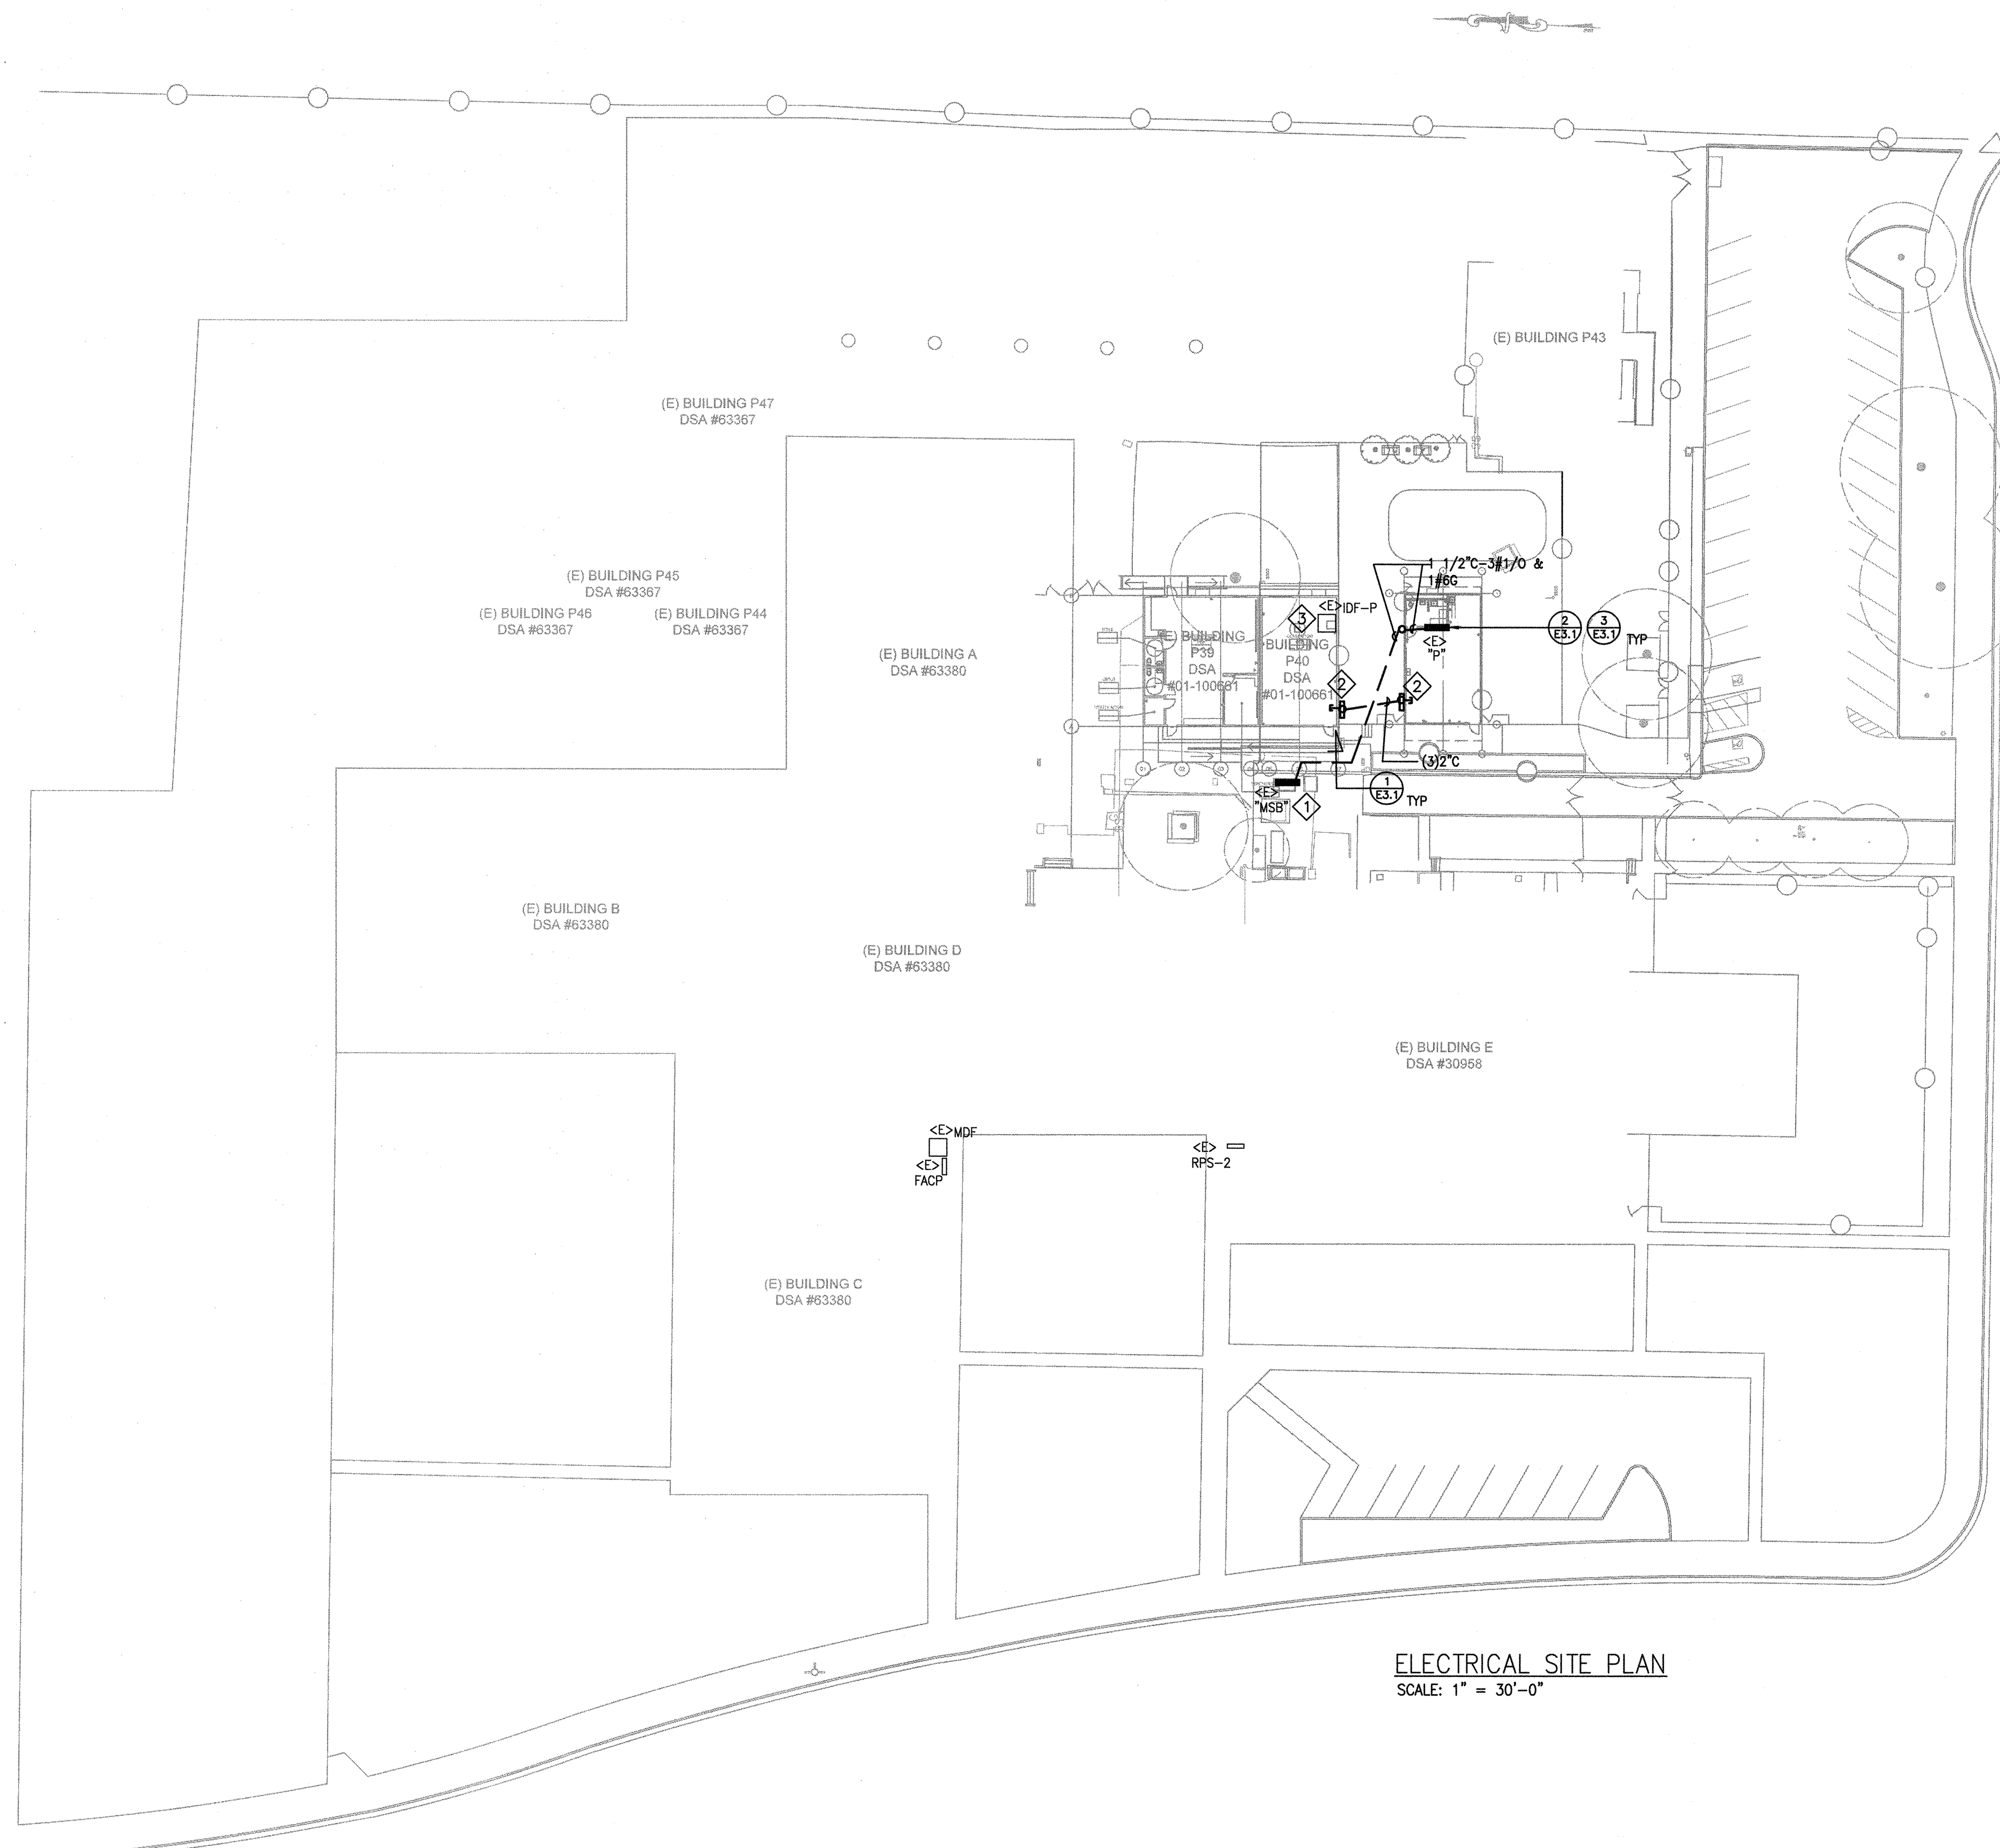 (E) BUILDING P43
(E) BUILDING P47
DSA #63367
(E) BUILDING P45
DSA #63367
(E) BUILDING P46
DSA #63367
(E) BUILDING P44
DSA #63367
1 1/2"C-3#1/0 &
1#6G
<E>IDF-P
3
<E>
"P"
2
E3.1
3
E3.1
TYP
(E) BUILDING
P39
DSA
#01-100661
BUILDING
P40
DSA
#01-100661
2
2
(E) BUILDING A
DSA #63380
(3)2"C
1
E3.1
TYP
<E>
"MSB"
1
(E) BUILDING B
DSA #63380
(E) BUILDING D
DSA #63380
(E) BUILDING E
DSA #30958
<E>MDF
<E>
FACP
<E>
RPS-2
(E) BUILDING C
DSA #63380
ELECTRICAL SITE PLAN
SCALE: 1" = 30'-0"